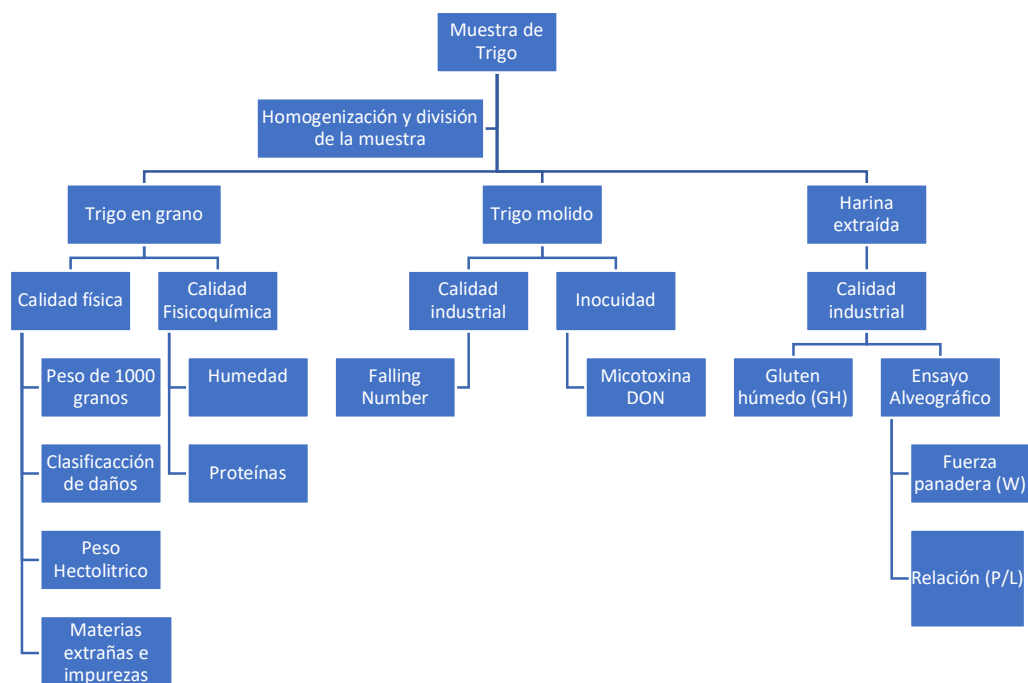 Muestra de
Trigo
Homogenización y división
de la muestra
Trigo en grano
Trigo molido
Harina
extraída
Calidad física
Calidad
Fisicoquímica
Calidad
industrial
Inocuidad
Calidad
industrial
Peso de 1000
granos
Humedad
Falling
Number
Micotoxina
DON
Gluten
húmedo (GH)
Ensayo
Alveográfico
Clasificacción
de daños
Proteínas
Fuerza
panadera (W)
Peso
Hectolitrico
Relación (P/L)
Materias
extrañas e
impurezas